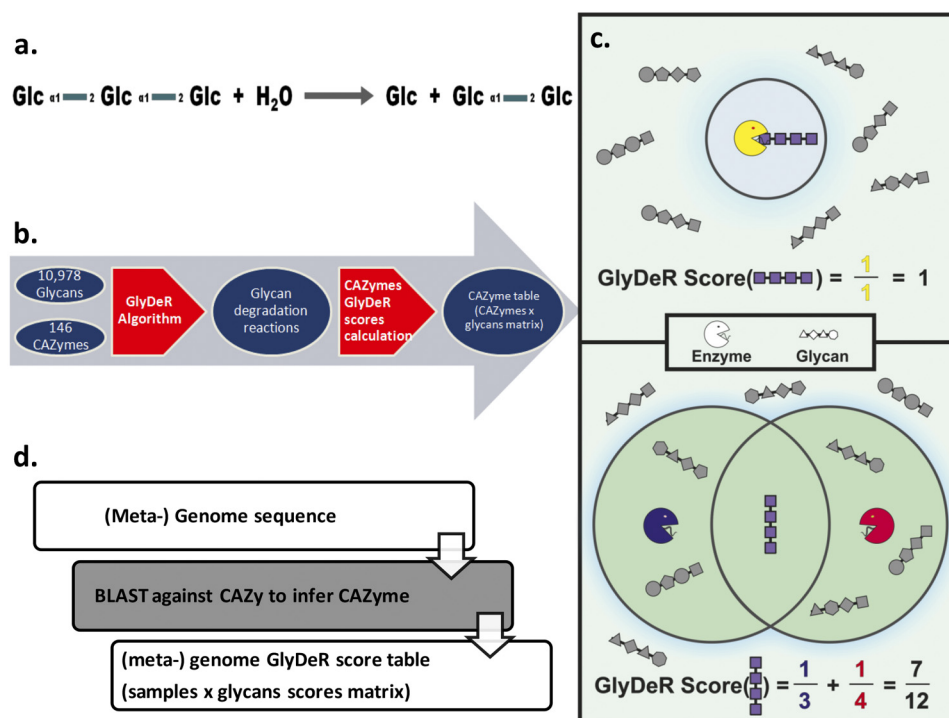 a.
Glc α1 2 Glc α1 2 Glc + H₂O Glc + Glc α1 2 Glc
b.
10,978
Glycans
146
CAZymes
GlyDeR
Algorithm
Glycan
degradation
reactions
CAZymes
GlyDeR
scores
calculation
CAZyme table
(CAZymes x
glycans matrix)
c.
GlyDeR Score( ) = 1/1 = 1
Enzyme
Glycan
GlyDeR Score( ) = 1/3 + 1/4 = 7/12
d.
(Meta-) Genome sequence
BLAST against CAZy to infer CAZyme
(meta-) genome GlyDeR score table
(samples x glycans scores matrix)